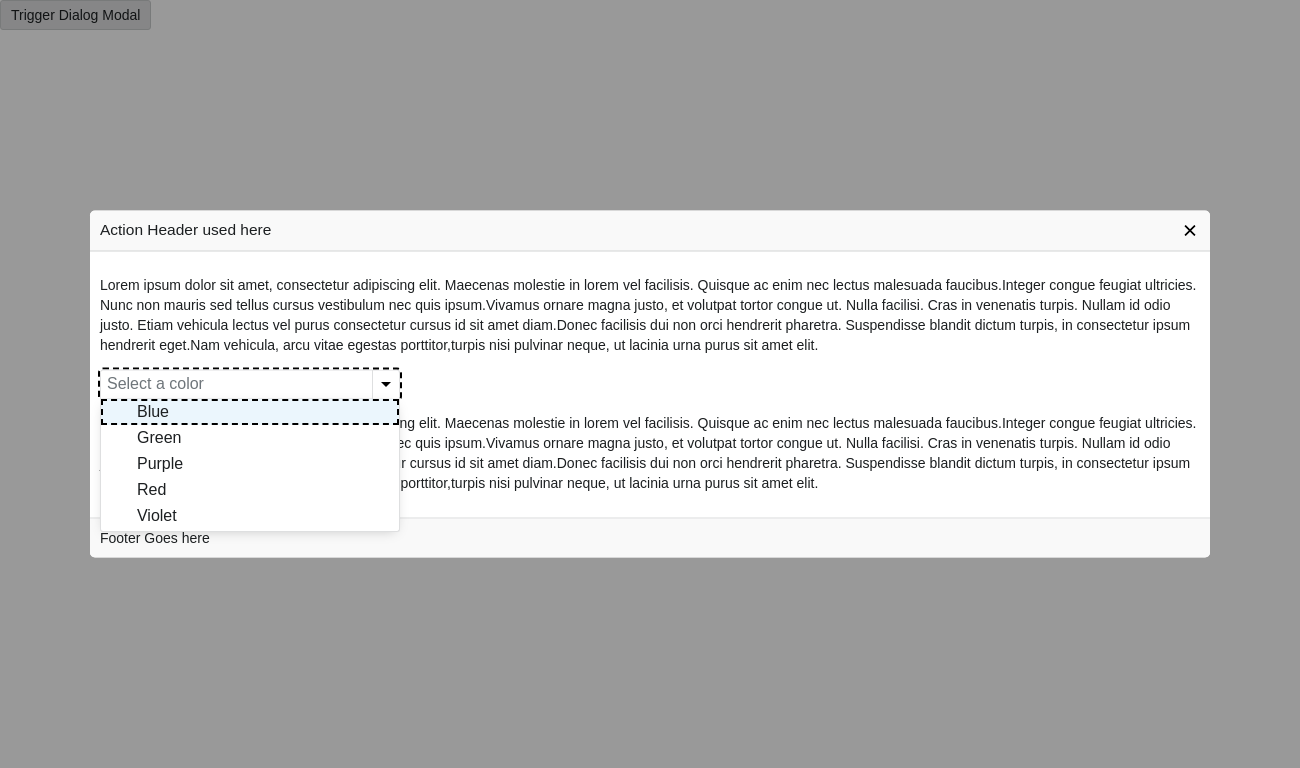 Trigger Dialog Modal
Action Header used here
Lorem ipsum dolor sit amet, consectetur adipiscing elit. Maecenas molestie in lorem vel facilisis. Quisque ac enim nec lectus malesuada faucibus.Integer congue feugiat ultricies.
Nunc non mauris sed tellus cursus vestibulum nec quis ipsum.Vivamus ornare magna justo, et volutpat tortor congue ut. Nulla facilisi. Cras in venenatis turpis. Nullam id odio
justo. Etiam vehicula lectus vel purus consectetur cursus id sit amet diam.Donec facilisis dui non orci hendrerit pharetra. Suspendisse blandit dictum turpis, in consectetur ipsum
hendrerit eget.Nam vehicula, arcu vitae egestas porttitor,turpis nisi pulvinar neque, ut lacinia urna purus sit amet elit.
Select a color
Blue
Green
Purple
Red
Violet
elit. Maecenas molestie in lorem vel facilisis. Quisque ac enim nec lectus malesuada faucibus.Integer congue feugiat ultricies.
quis ipsum.Vivamus ornare magna justo, et volutpat tortor congue ut. Nulla facilisi. Cras in venenatis turpis. Nullam id odio
cursus id sit amet diam.Donec facilisis dui non orci hendrerit pharetra. Suspendisse blandit dictum turpis, in consectetur ipsum
porttitor,turpis nisi pulvinar neque, ut lacinia urna purus sit amet elit.
Footer Goes here